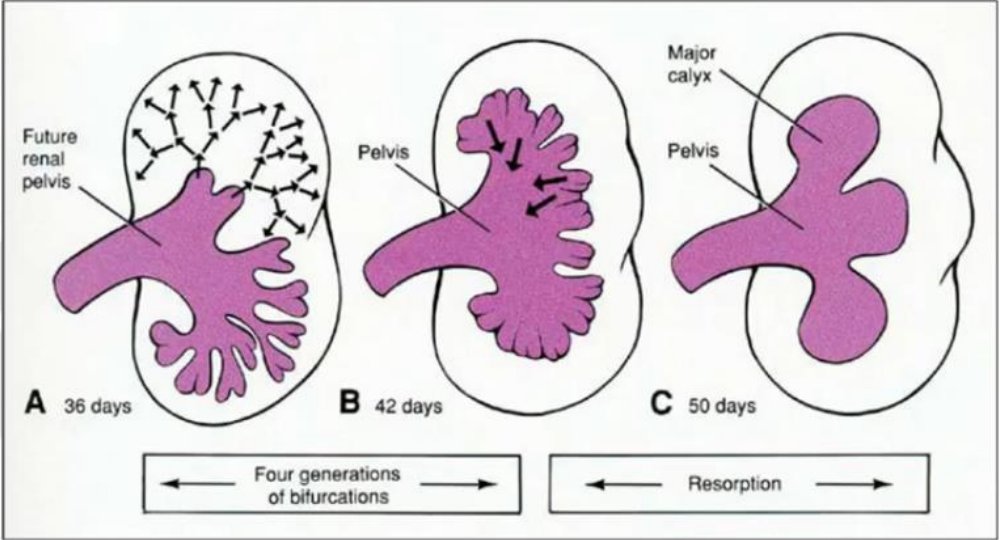 Future
renal
pelvis
A 36 days
Pelvis
B 42 days
Major
calyx
Pelvis
C 50 days
Four generations
of bifurcations
Resorption